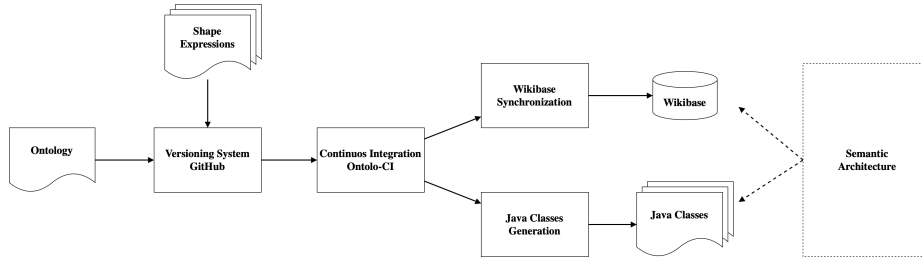 Shape
Expressions
Ontology
Versioning System
GitHub
Continuos Integration
Ontolo-CI
Wikibase
Synchronization
Wikibase
Java Classes
Generation
Java Classes
Semantic
Architecture